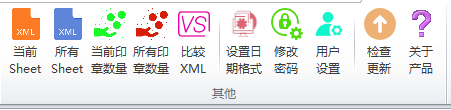 XML
XML
VS
当前
Sheet
所有
Sheet
当前印
章数量
所有印
章数量
比较
XML
设置日
期格式
修改
密码
用户
设置
检查
更新
关于
产品
其他